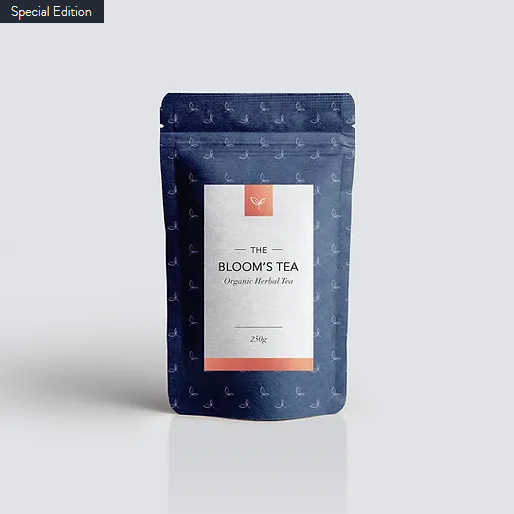 Special Edition
THE
BLOOM'S TEA
Organic Herbal Tea
250g